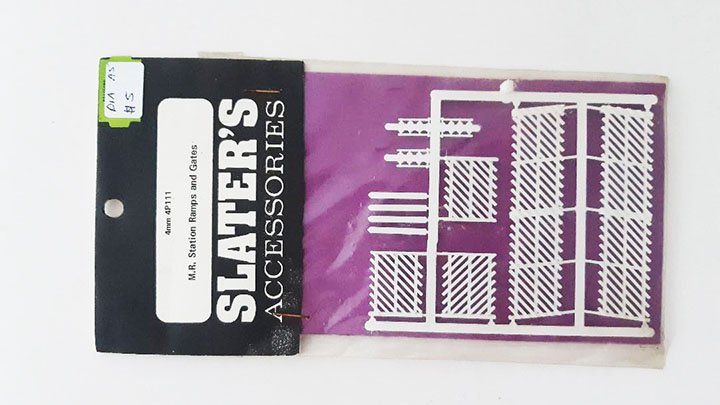 4mm 4P111
M.R. Station Ramps and Gates
SLATER'S
ACCESSORIES
#5